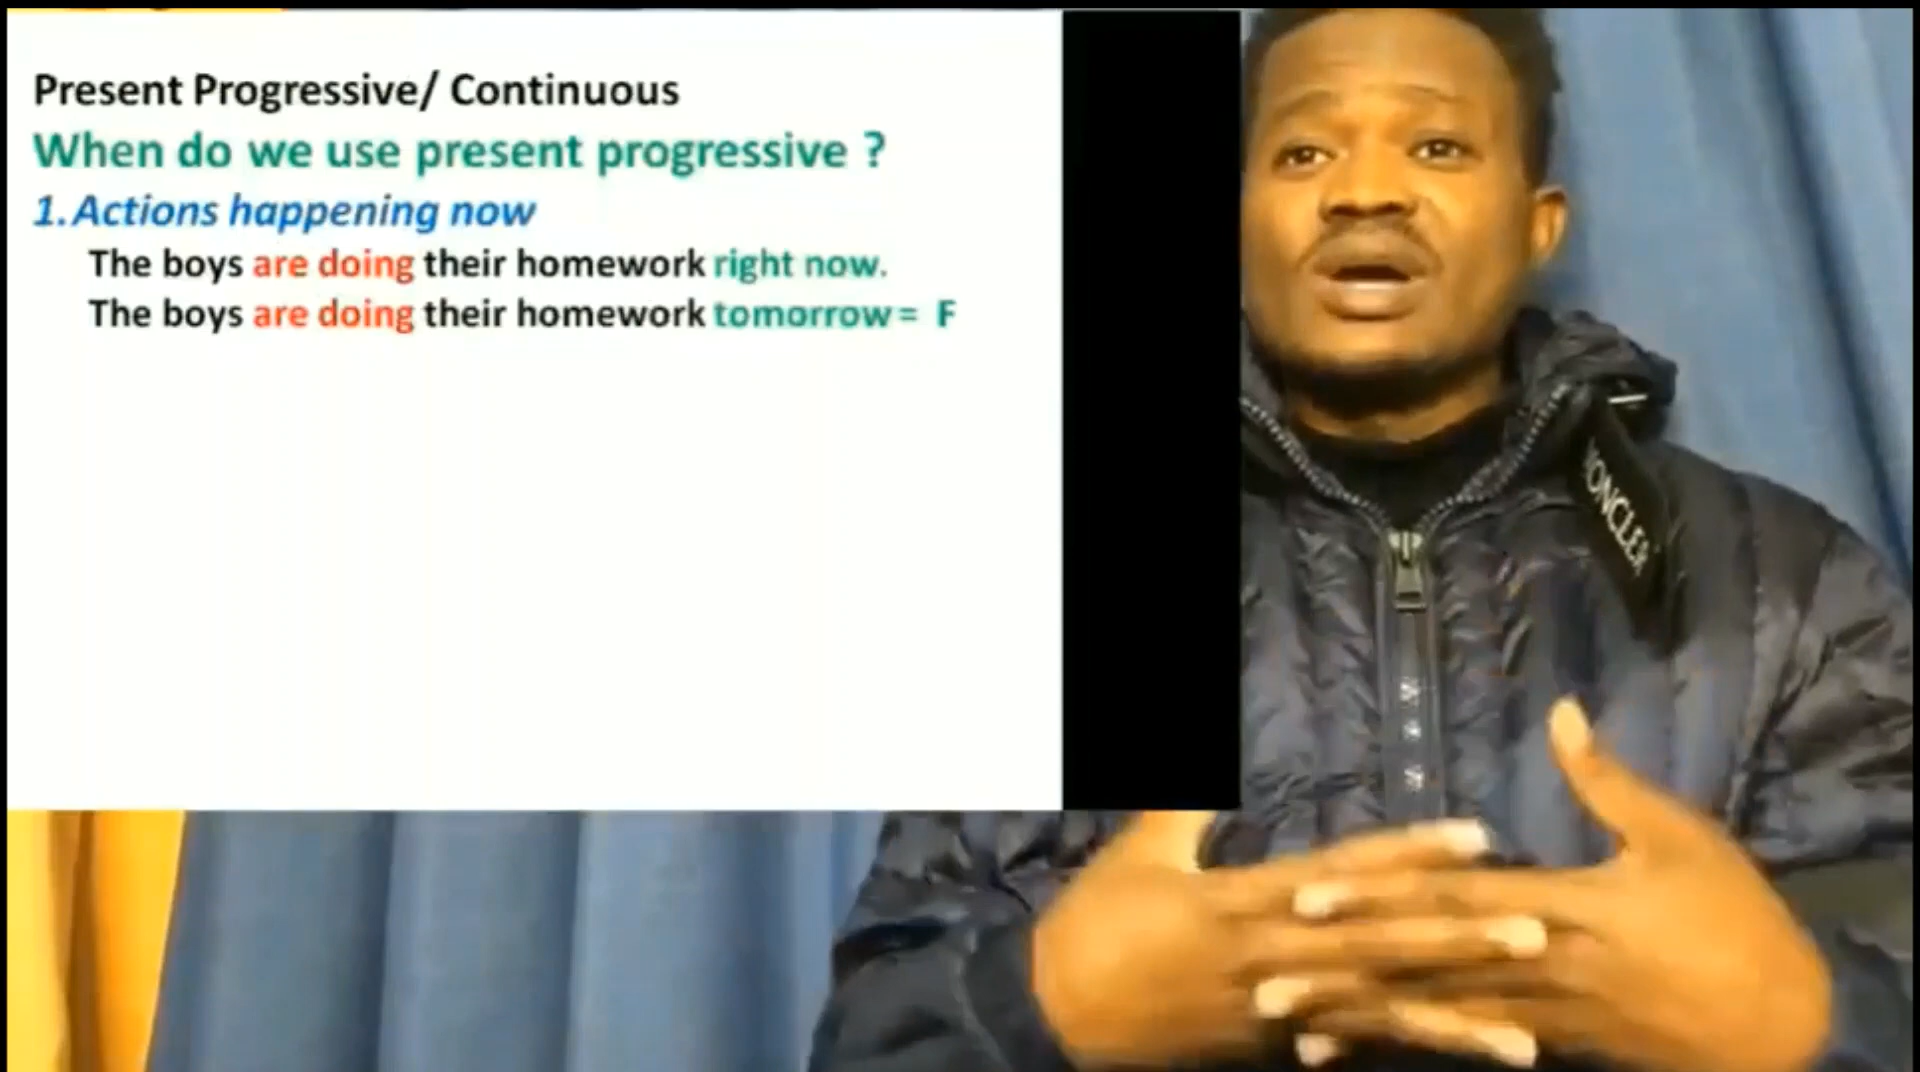 Present Progressive/ Continuous
When do we use present progressive ?
1. Actions happening now
The boys are doing their homework right now.
The boys are doing their homework tomorrow = F
MONCLER